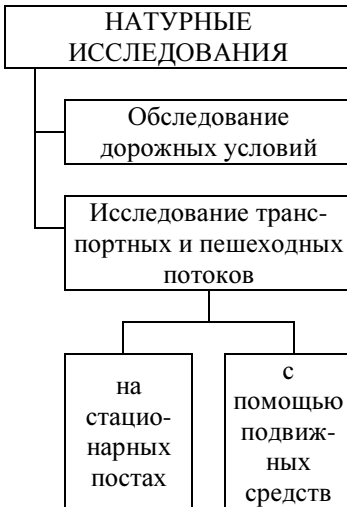 НАТУРНЫЕ
ИССЛЕДОВАНИЯ
Обследование
дорожных условий
Исследование транс-
портных и пешеходных
потоков
на
стацио-
нарных
постах
с
помощью
подвиж-
ных
средств